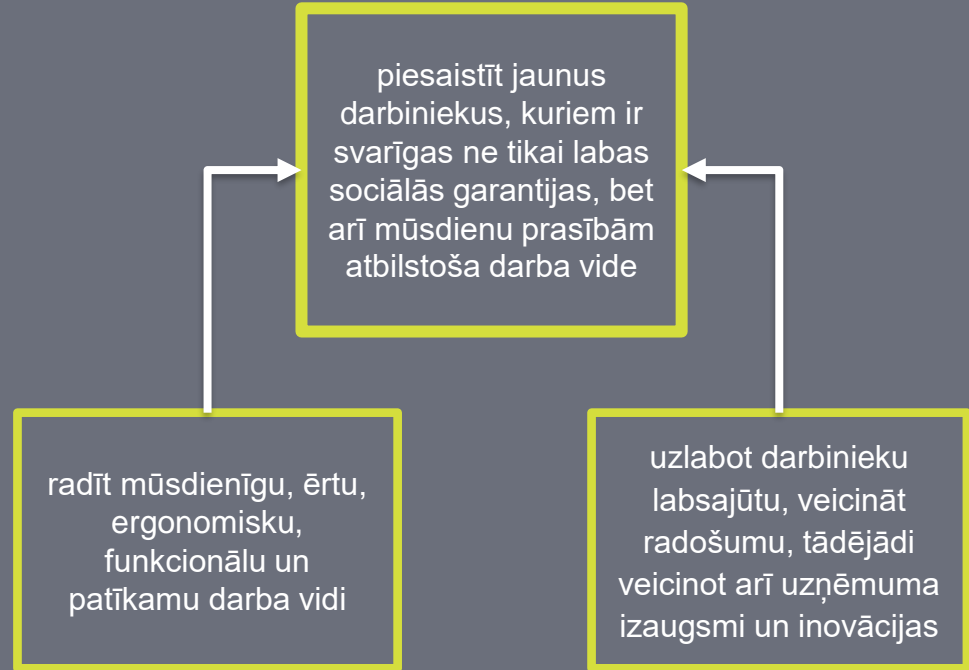 piesaistīt jaunus
darbiniekus, kuriem ir
svarīgas ne tikai labas
sociālās garantijas, bet
arī mūsdienu prasībām
atbilstoša darba vide
radīt mūsdienīgu, ērtu,
ergonomisku,
funkcionālu un
patīkamu darba vidi
uzlabot darbinieku
labsajūtu, veicināt
radošumu, tādējādi
veicinot arī uzņēmuma
izaugsmi un inovācijas